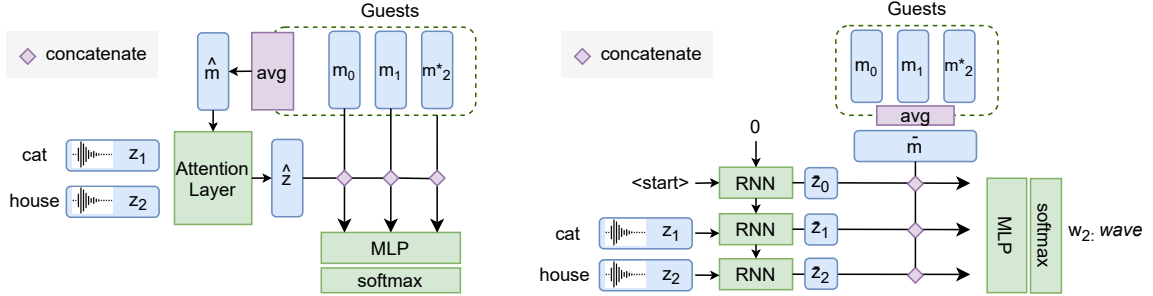 Guests
concatenate
m̂
avg
m₀
m₁
m*₂
cat
z₁
house
z₂
Attention
Layer
ẑ
MLP
softmax
Guests
concatenate
m₀
m₁
m*₂
avg
m̄
0
<start>
RNN
z̄₀
cat
z₁
RNN
z̄₁
house
z₂
RNN
z̄₂
MLP
softmax
w₂: wave